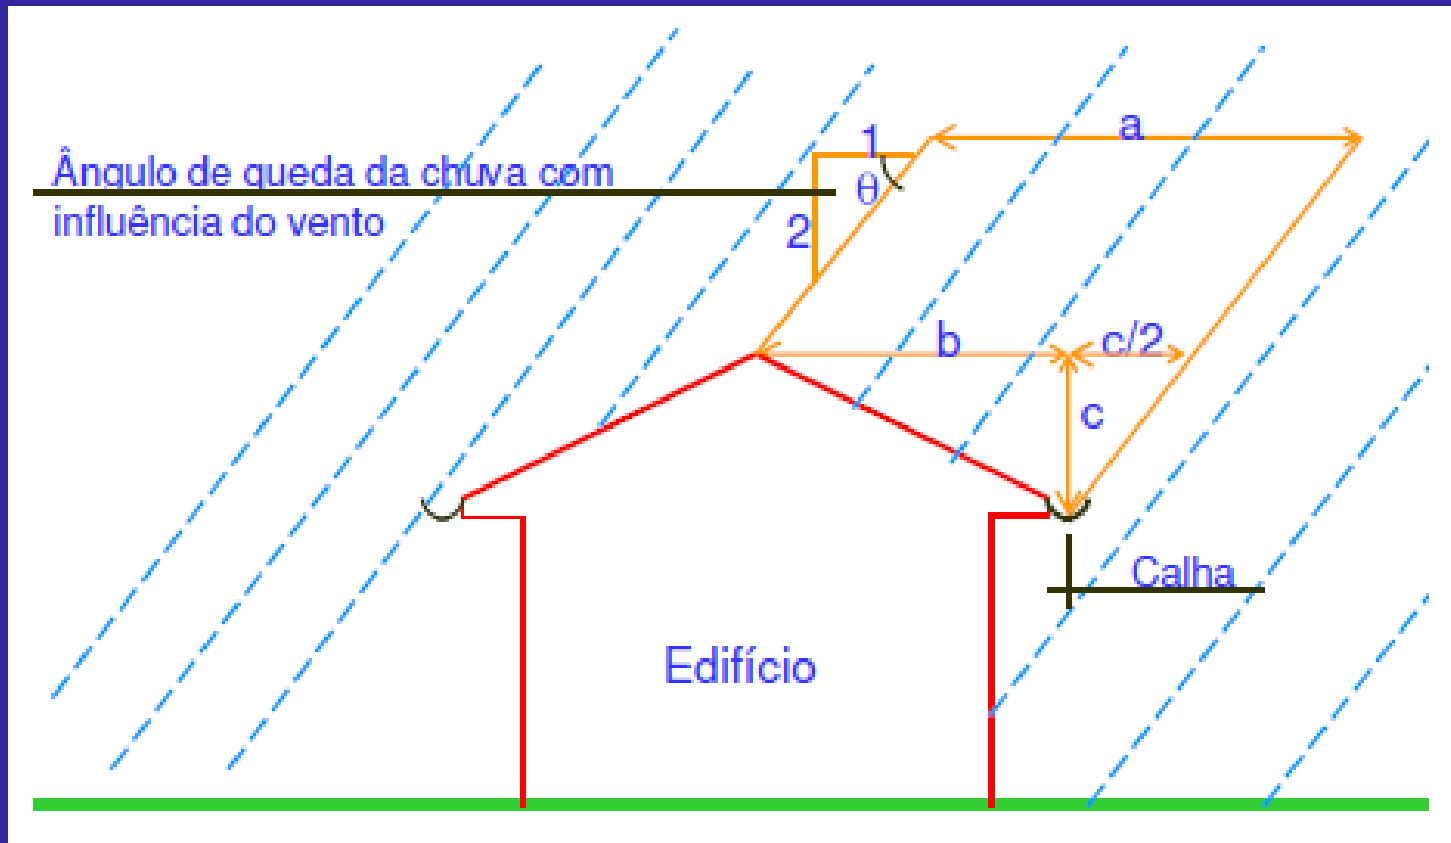 a
1
Ângulo de queda da chuva com
θ
influência do vento
2
b
c/2
c
Calha
Edifício